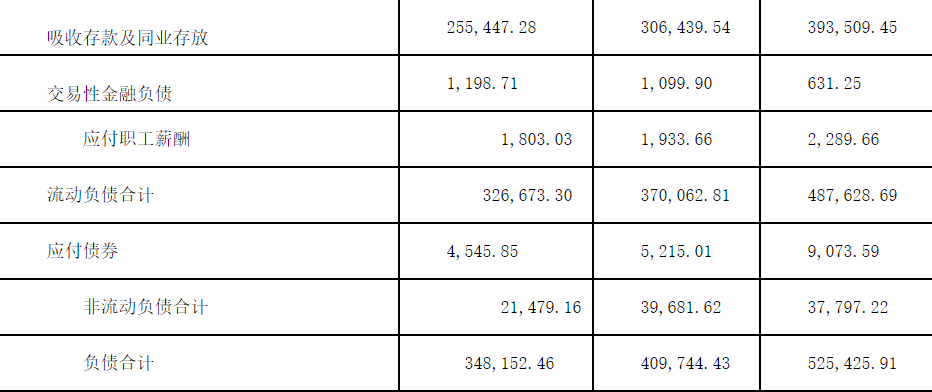 吸收存款及同业存放 255,447.28 306,439.54 393,509.45
交易性金融负债 1,198.71 1,099.90 631.25
应付职工薪酬 1,803.03 1,933.66 2,289.66
流动负债合计 326,673.30 370,062.81 487,628.69
应付债券 4,545.85 5,215.01 9,073.59
非流动负债合计 21,479.16 39,681.62 37,797.22
负债合计 348,152.46 409,744.43 525,425.91